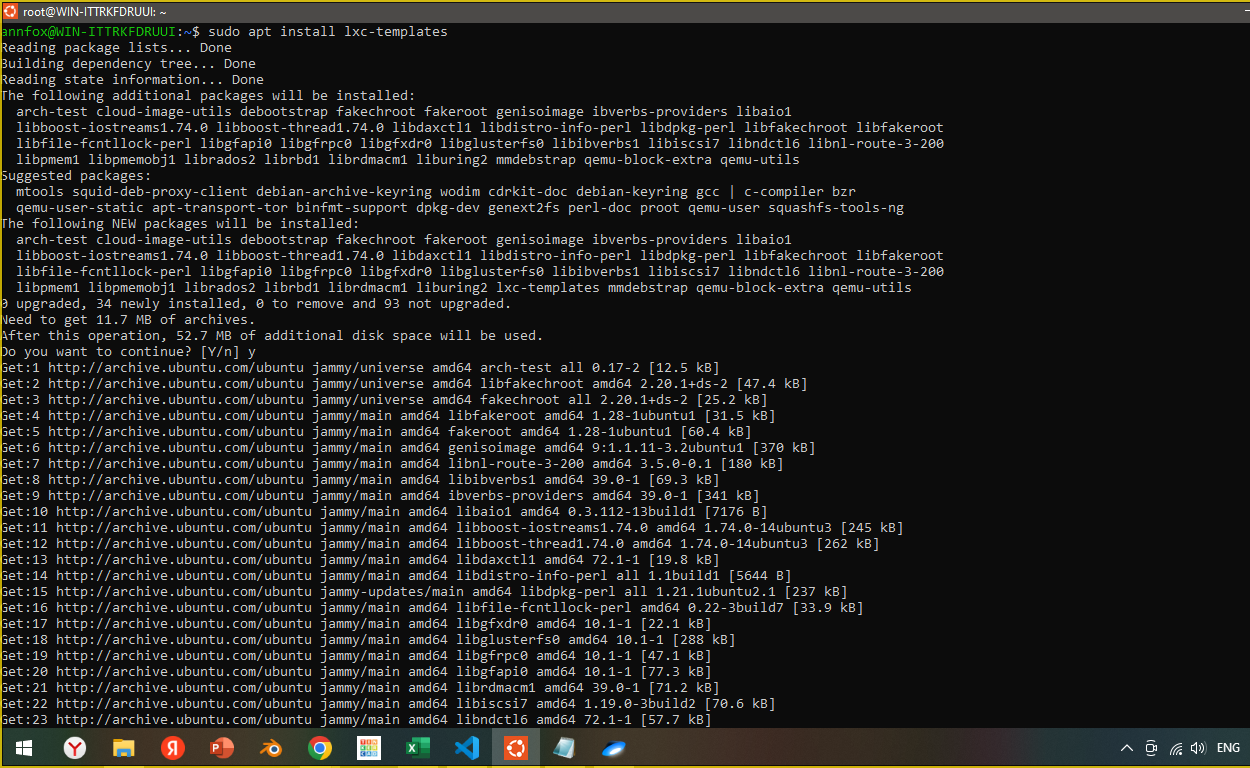 root@WIN-ITTRKFDRUUI: ~
annfox@WIN-ITTRKFDRUUI:~$ sudo apt install lxc-templates
Reading package lists... Done
Building dependency tree... Done
Reading state information... Done
The following additional packages will be installed:
  arch-test cloud-image-utils debootstrap fakechroot fakeroot genisoimage ibverbs-providers libaio1
  libboost-iostreams1.74.0 libboost-thread1.74.0 libdaxctl1 libdistro-info-perl libdpkg-perl libfakechroot libfakeroot
  libfile-fcntllock-perl libgfapi0 libgfrpc0 libgfxdr0 libglusterfs0 libibverbs1 libiscsi7 libndctl6 libnl-route-3-200
  libpmem1 libpmemobj1 librados2 librbd1 librdmacm1 liburing2 mmdebstrap qemu-block-extra qemu-utils
Suggested packages:
  mtools squid-deb-proxy-client debian-archive-keyring wodim cdrkit-doc debian-keyring gcc | c-compiler bzr
  qemu-user-static apt-transport-tor binfmt-support dpkg-dev genext2fs perl-doc proot qemu-user squashfs-tools-ng
The following NEW packages will be installed:
  arch-test cloud-image-utils debootstrap fakechroot fakeroot genisoimage ibverbs-providers libaio1
  libboost-iostreams1.74.0 libboost-thread1.74.0 libdaxctl1 libdistro-info-perl libdpkg-perl libfakechroot libfakeroot
  libfile-fcntllock-perl libgfapi0 libgfrpc0 libgfxdr0 libglusterfs0 libibverbs1 libiscsi7 libndctl6 libnl-route-3-200
  libpmem1 libpmemobj1 librados2 librbd1 librdmacm1 liburing2 lxc-templates mmdebstrap qemu-block-extra qemu-utils
0 upgraded, 34 newly installed, 0 to remove and 93 not upgraded.
Need to get 11.7 MB of archives.
After this operation, 52.7 MB of additional disk space will be used.
Do you want to continue? [Y/n] y
Get:1 http://archive.ubuntu.com/ubuntu jammy/universe amd64 arch-test all 0.17-2 [12.5 kB]
Get:2 http://archive.ubuntu.com/ubuntu jammy/universe amd64 libfakechroot amd64 2.20.1+ds-2 [47.4 kB]
Get:3 http://archive.ubuntu.com/ubuntu jammy/universe amd64 fakechroot all 2.20.1+ds-2 [25.2 kB]
Get:4 http://archive.ubuntu.com/ubuntu jammy/main amd64 libfakeroot amd64 1.28-1ubuntu1 [31.5 kB]
Get:5 http://archive.ubuntu.com/ubuntu jammy/main amd64 fakeroot amd64 1.28-1ubuntu1 [60.4 kB]
Get:6 http://archive.ubuntu.com/ubuntu jammy/main amd64 genisoimage amd64 9:1.1.11-3.2ubuntu1 [370 kB]
Get:7 http://archive.ubuntu.com/ubuntu jammy/main amd64 libnl-route-3-200 amd64 3.5.0-0.1 [180 kB]
Get:8 http://archive.ubuntu.com/ubuntu jammy/main amd64 libibverbs1 amd64 39.0-1 [69.3 kB]
Get:9 http://archive.ubuntu.com/ubuntu jammy/main amd64 ibverbs-providers amd64 39.0-1 [341 kB]
Get:10 http://archive.ubuntu.com/ubuntu jammy/main amd64 libaio1 amd64 0.3.112-13build1 [7176 B]
Get:11 http://archive.ubuntu.com/ubuntu jammy/main amd64 libboost-iostreams1.74.0 amd64 1.74.0-14ubuntu3 [245 kB]
Get:12 http://archive.ubuntu.com/ubuntu jammy/main amd64 libboost-thread1.74.0 amd64 1.74.0-14ubuntu3 [262 kB]
Get:13 http://archive.ubuntu.com/ubuntu jammy/main amd64 libdaxctl1 amd64 72.1-1 [19.8 kB]
Get:14 http://archive.ubuntu.com/ubuntu jammy/main amd64 libdistro-info-perl all 1.1build1 [5644 B]
Get:15 http://archive.ubuntu.com/ubuntu jammy-updates/main amd64 libdpkg-perl all 1.21.1ubuntu2.1 [237 kB]
Get:16 http://archive.ubuntu.com/ubuntu jammy/main amd64 libfile-fcntllock-perl amd64 0.22-3build7 [33.9 kB]
Get:17 http://archive.ubuntu.com/ubuntu jammy/main amd64 libgfxdr0 amd64 10.1-1 [22.1 kB]
Get:18 http://archive.ubuntu.com/ubuntu jammy/main amd64 libglusterfs0 amd64 10.1-1 [288 kB]
Get:19 http://archive.ubuntu.com/ubuntu jammy/main amd64 libgfrpc0 amd64 10.1-1 [47.1 kB]
Get:20 http://archive.ubuntu.com/ubuntu jammy/main amd64 libgfapi0 amd64 10.1-1 [77.3 kB]
Get:21 http://archive.ubuntu.com/ubuntu jammy/main amd64 librdmacm1 amd64 39.0-1 [71.2 kB]
Get:22 http://archive.ubuntu.com/ubuntu jammy/main amd64 libiscsi7 amd64 1.19.0-3build2 [70.6 kB]
Get:23 http://archive.ubuntu.com/ubuntu jammy/main amd64 libndctl6 amd64 72.1-1 [57.7 kB]
ENG